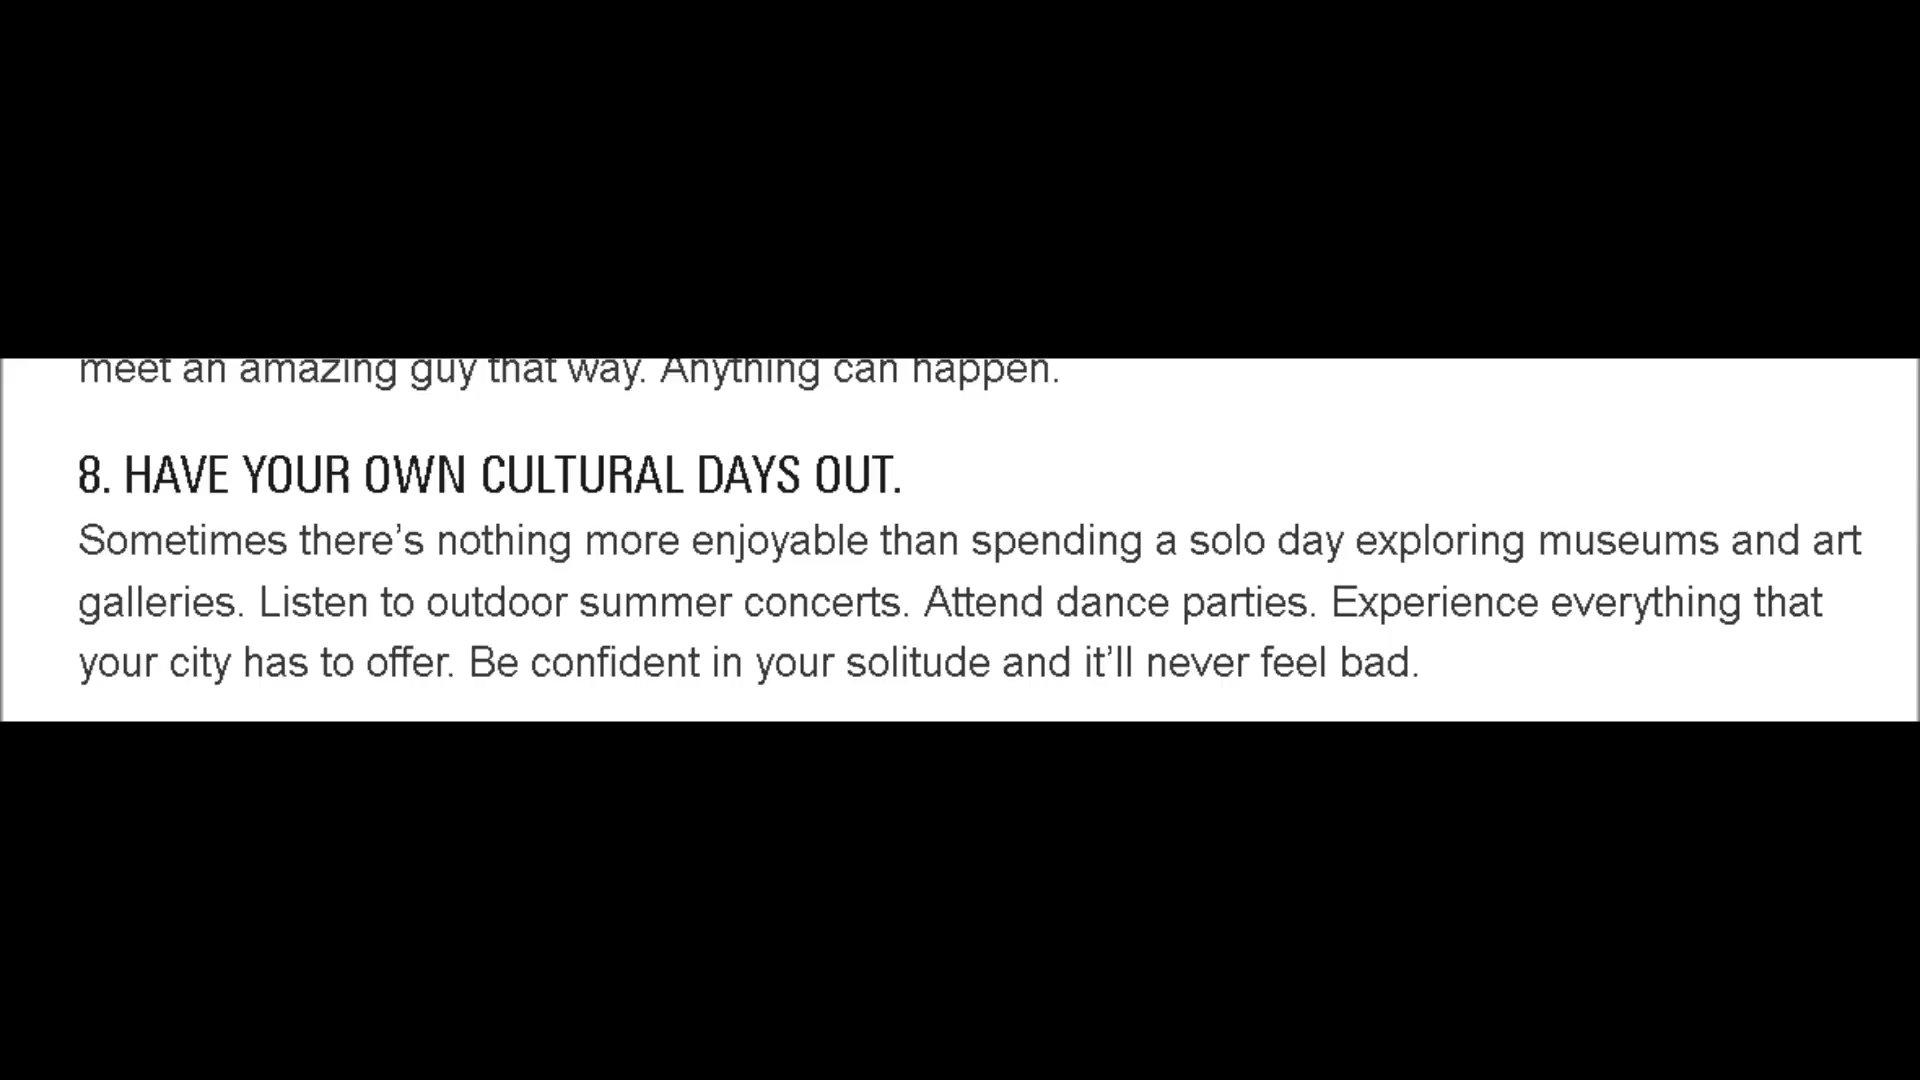 meet an amazing guy that way. Anything can happen.
8. HAVE YOUR OWN CULTURAL DAYS OUT.
Sometimes there’s nothing more enjoyable than spending a solo day exploring museums and art
galleries. Listen to outdoor summer concerts. Attend dance parties. Experience everything that
your city has to offer. Be confident in your solitude and it’ll never feel bad.